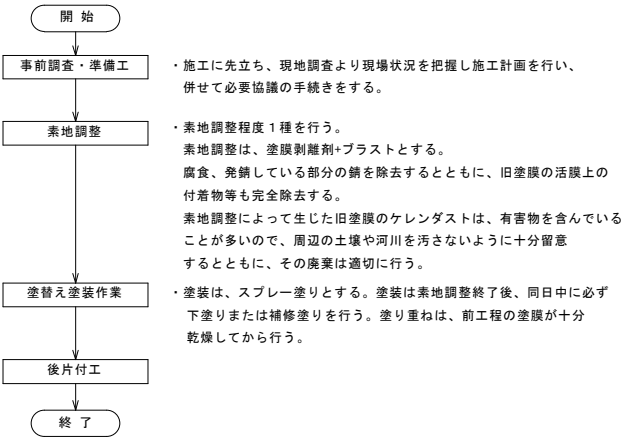 開 始
事前調査・準備工
・施工に先立ち、現地調査より現場状況を把握し施工計画を行い、
併せて必要協議の手続きをする。
素地調整
・素地調整程度１種を行う。
素地調整は、塗膜剥離剤+ブラストとする。
腐食、発錆している部分の錆を除去するとともに、旧塗膜の活膜上の
付着物等も完全除去する。
素地調整によって生じた旧塗膜のケレンダストは、有害物を含んでいる
ことが多いので、周辺の土壌や河川を汚さないように十分留意
するとともに、その廃棄は適切に行う。
塗替え塗装作業
・塗装は、スプレー塗りとする。塗装は素地調整終了後、同日中に必ず
下塗りまたは補修塗りを行う。塗り重ねは、前工程の塗膜が十分
乾燥してから行う。
後片付工
終 了